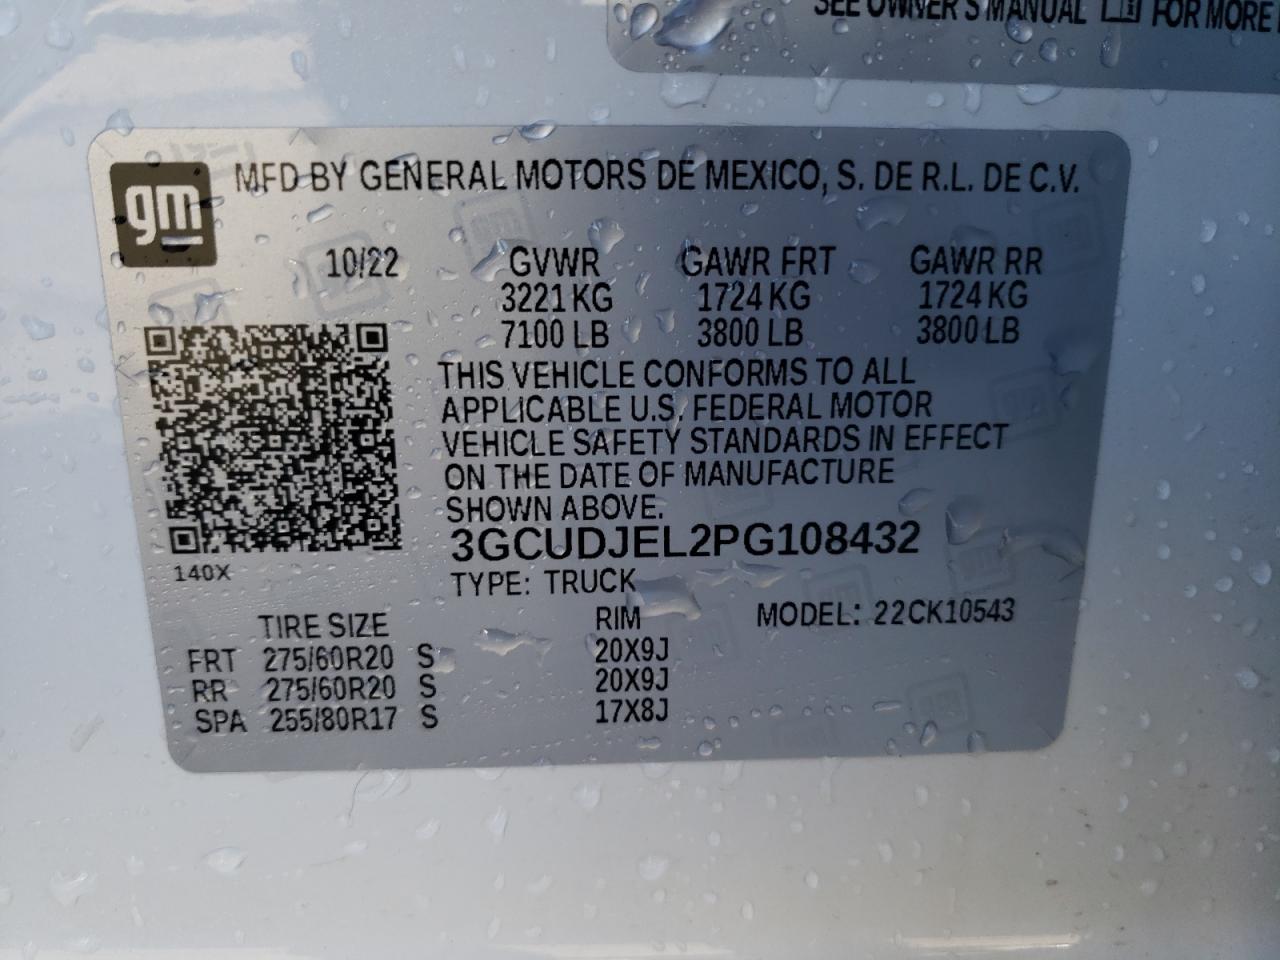 SEE OWNER'S MANUAL FOR MORE
gm
MFD BY GENERAL MOTORS DE MEXICO, S. DE R.L. DE C.V.
10/22 GVWR GAWR FRT GAWR RR
3221 KG 1724 KG 1724 KG
7100 LB 3800 LB 3800 LB
THIS VEHICLE CONFORMS TO ALL
APPLICABLE U.S. FEDERAL MOTOR
VEHICLE SAFETY STANDARDS IN EFFECT
ON THE DATE OF MANUFACTURE
SHOWN ABOVE.
3GCUDJEL2PG108432
140X
TYPE: TRUCK
TIRE SIZE RIM MODEL: 22CK10543
FRT 275/60R20 S 20X9J
RR 275/60R20 S 20X9J
SPA 255/80R17 S 17X8J